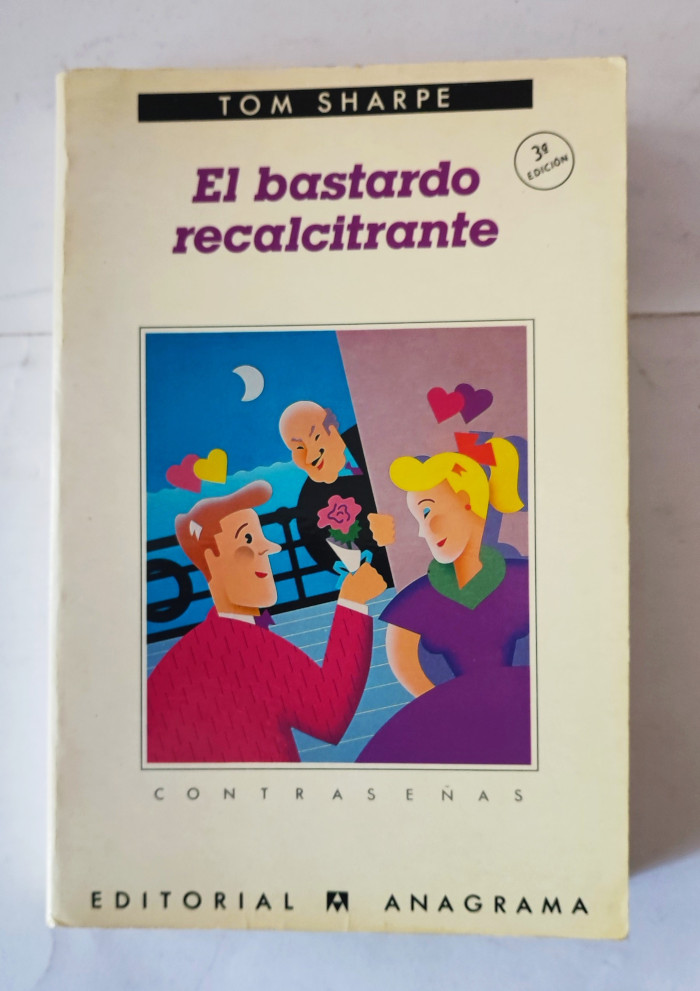 TOM SHARPE
3ª
EDICIÓN
El bastardo
recalcitrante
CONTRASEÑAS
EDITORIAL ANAGRAMA